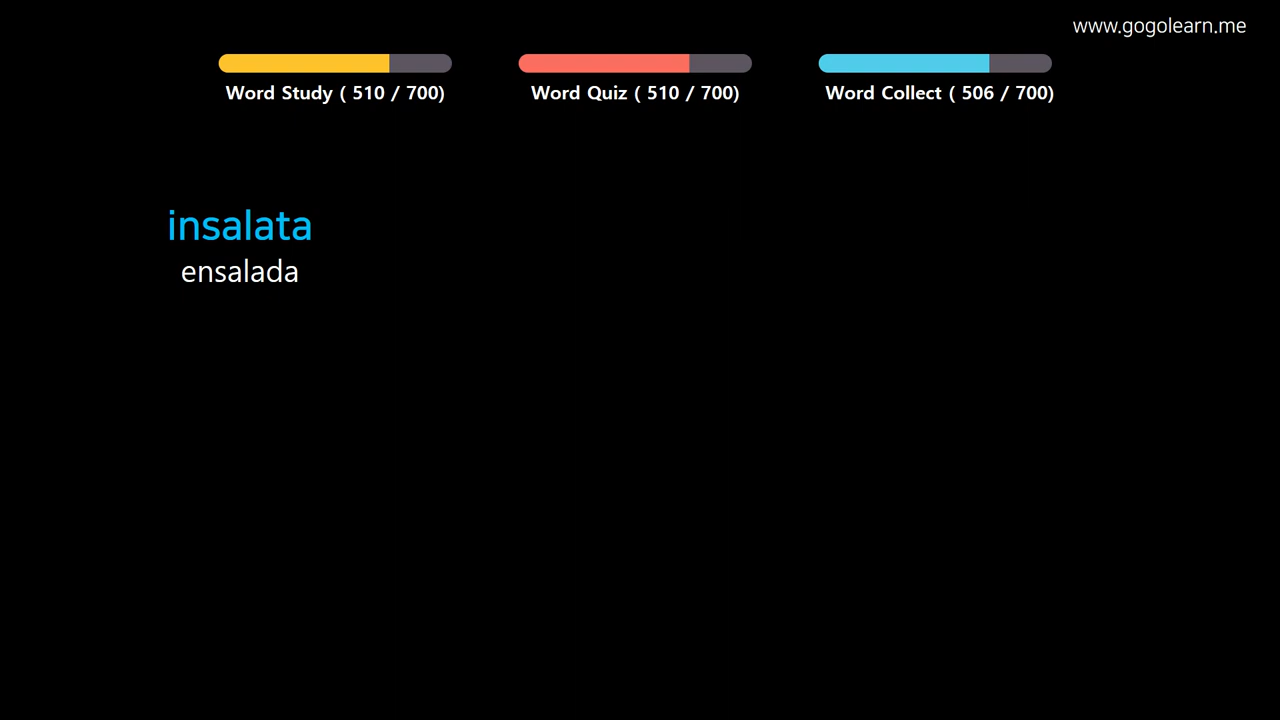 www.gogolearn.me
Word Study ( 510 / 700)
Word Quiz ( 510 / 700)
Word Collect ( 506 / 700)
insalata
ensalada